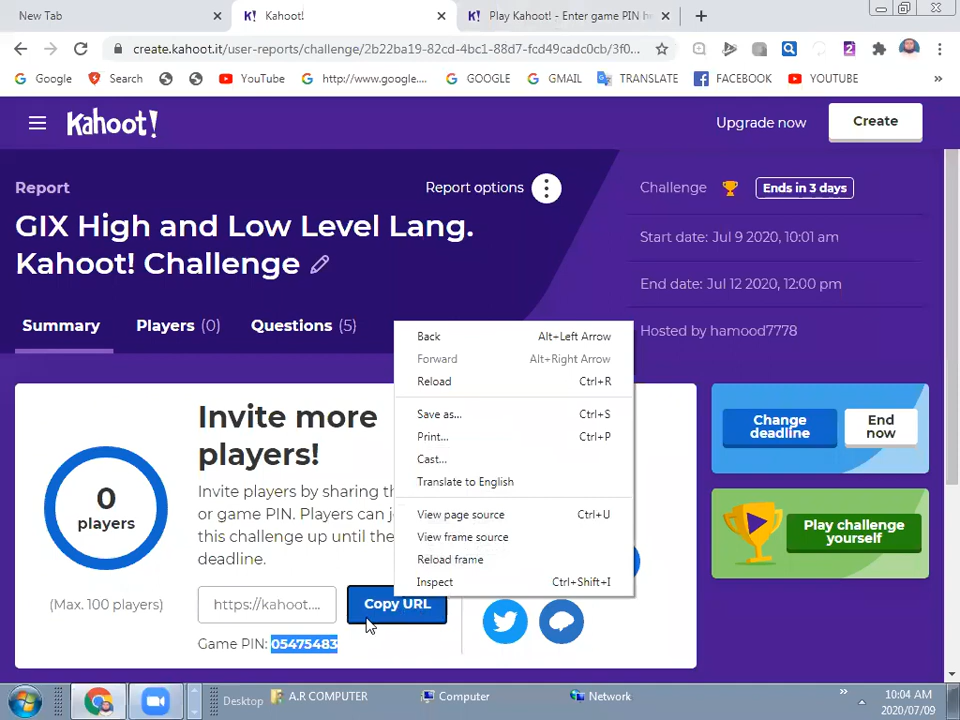 New Tab
Kahoot!
K! Play Kahoot! - Enter game PIN he
create.kahoot.it/user-reports/challenge/2b22ba19-82cd-4bc1-88d7-fcd49cadc0cb/3f0...
Google
Search
YouTube
http://www.google....
GOOGLE
GMAIL
TRANSLATE
FACEBOOK
YOUTUBE
»
Kahoot!
Upgrade now
Create
Report
Report options
GIX High and Low Level Lang.
Kahoot! Challenge
Summary
Players (0)
Questions (5)
Challenge
Ends in 3 days
Start date: Jul 9 2020, 10:01 am
End date: Jul 12 2020, 12:00 pm
Hosted by hamood7778
Back Alt+Left Arrow
Forward Alt+Right Arrow
Reload Ctrl+R
Save as... Ctrl+S
Print... Ctrl+P
Cast...
Translate to English
View page source Ctrl+U
View frame source
Reload frame
Inspect Ctrl+Shift+I
0
players
(Max. 100 players)
Invite more
players!
Invite players by sharing th
or game PIN. Players can j
this challenge up until the
deadline.
https://kahoot....
Copy URL
Game PIN: 05475483
Change
deadline
End
now
Play challenge
yourself
Desktop
A.R COMPUTER
Computer
Network
»
10:04 AM
2020/07/09